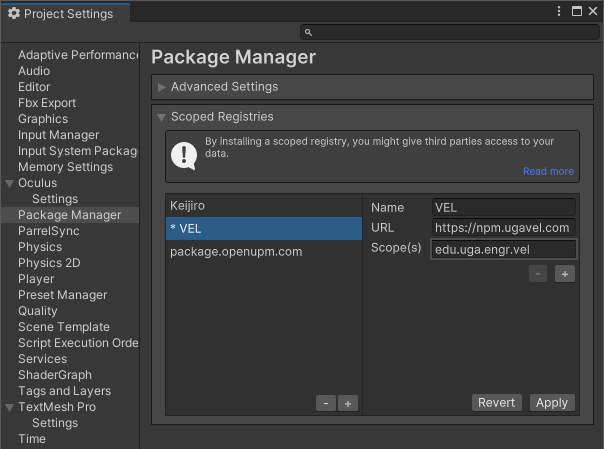 Project Settings
Adaptive Performance
Audio
Editor
Fbx Export
Graphics
Input Manager
Input System Package
Memory Settings
Oculus
Settings
Package Manager
ParrelSync
Physics
Physics 2D
Player
Preset Manager
Quality
Scene Template
Script Execution Orde
Services
ShaderGraph
Tags and Layers
TextMesh Pro
Settings
Time
Package Manager
Advanced Settings
Scoped Registries
By installing a scoped registry, you might give third parties access to your
data.
Read more
Keijiro
* VEL
package.openupm.com
- +
Name VEL
URL https://npm.ugavel.com
Scope(s) edu.uga.engr.vel
- +
Revert Apply